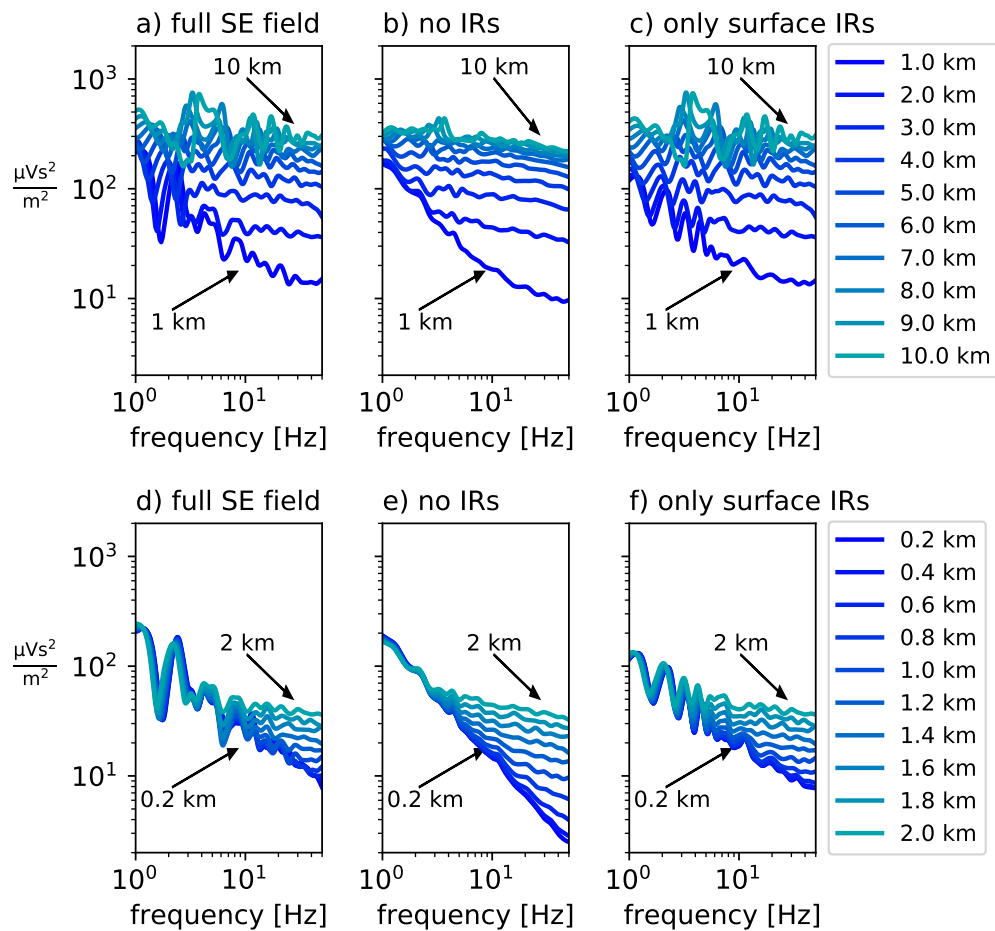 a) full SE field
b) no IRs
c) only surface IRs
10³
10²
10¹
μVs²
m²
10 km
1 km
10 km
10 km
1 km
10⁰ 10¹
10⁰ 10¹
10⁰ 10¹
frequency [Hz]
frequency [Hz]
frequency [Hz]
1.0 km
2.0 km
3.0 km
4.0 km
5.0 km
6.0 km
7.0 km
8.0 km
9.0 km
10.0 km
d) full SE field
e) no IRs
f) only surface IRs
10³
10²
10¹
μVs²
m²
2 km
0.2 km
2 km
0.2 km
2 km
0.2 km
10⁰ 10¹
10⁰ 10¹
10⁰ 10¹
frequency [Hz]
frequency [Hz]
frequency [Hz]
0.2 km
0.4 km
0.6 km
0.8 km
1.0 km
1.2 km
1.4 km
1.6 km
1.8 km
2.0 km